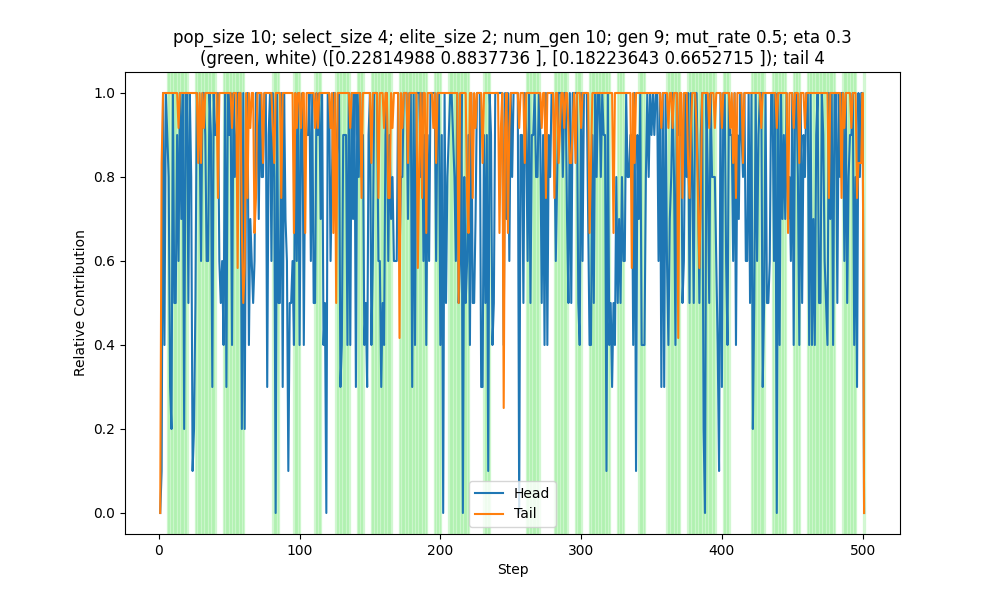 pop_size 10; select_size 4; elite_size 2; num_gen 10; gen 9; mut_rate 0.5; eta 0.3
(green, white) ([0.22814988 0.8837736 ], [0.18223643 0.6652715 ]); tail 4
1.0
0.8
0.6
0.4
0.2
0.0
Relative Contribution
Head
Tail
0
100
200
300
400
500
Step